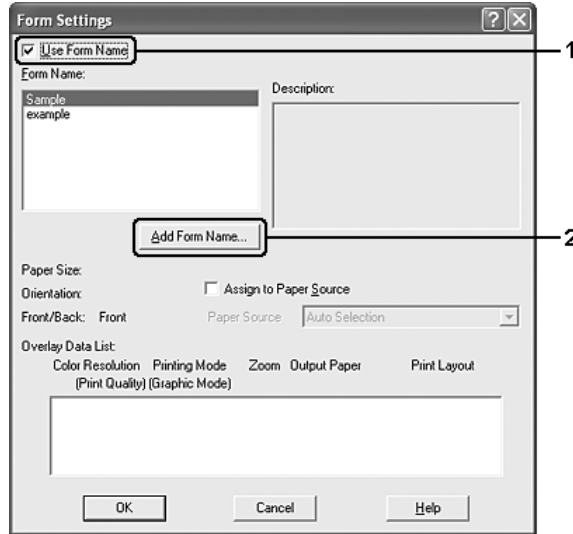 Form Settings
Use Form Name
1
Form Name:
Description:
Sample
example
Add Form Name...
2
Paper Size:
Orientation:
Assign to Paper Source
Front/Back: Front
Paper Source
Auto Selection
Overlay Data List:
Color Resolution Printing Mode Zoom Output Paper Print Layout
(Print Quality) (Graphic Mode)
OK
Cancel
Help